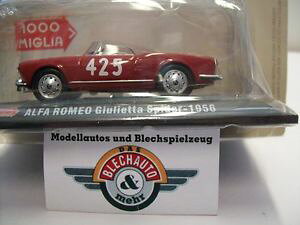 1000
MIGLIA
425
ALFA ROMEO Giulietta Spider-1956
Modellautos und Blechspielzeug
DAS
BLECHAUTO
&
mehr